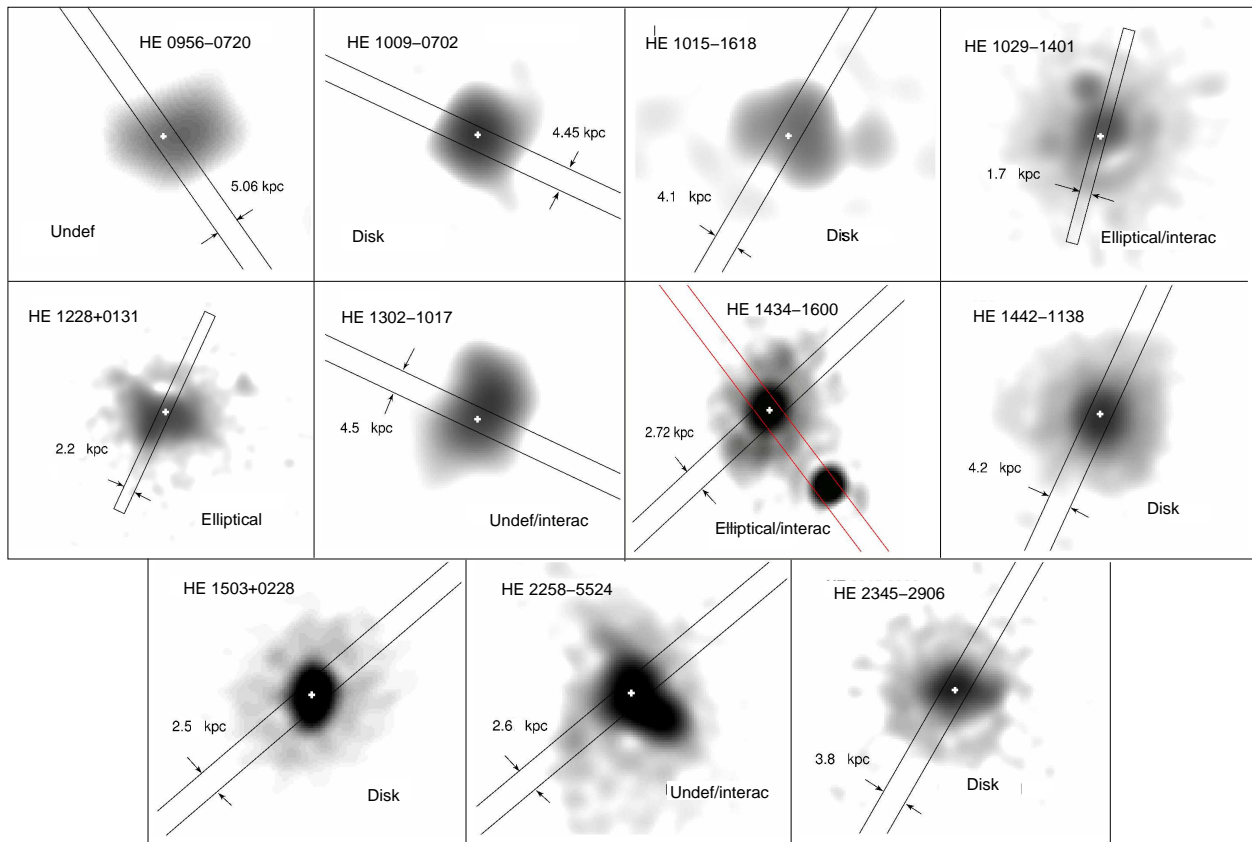 HE 0956−0720
5.06 kpc
Undef
HE 1009−0702
4.45 kpc
Disk
HE 1015−1618
4.1 kpc
Disk
HE 1029−1401
1.7 kpc
Elliptical/interac
HE 1228+0131
2.2 kpc
Elliptical
HE 1302−1017
4.5 kpc
Undef/interac
HE 1434−1600
2.72 kpc
Elliptical/interac
HE 1442−1138
4.2 kpc
Disk
HE 1503+0228
2.5 kpc
Disk
HE 2258−5524
2.6 kpc
Undef/interac
HE 2345−2906
3.8 kpc
Disk